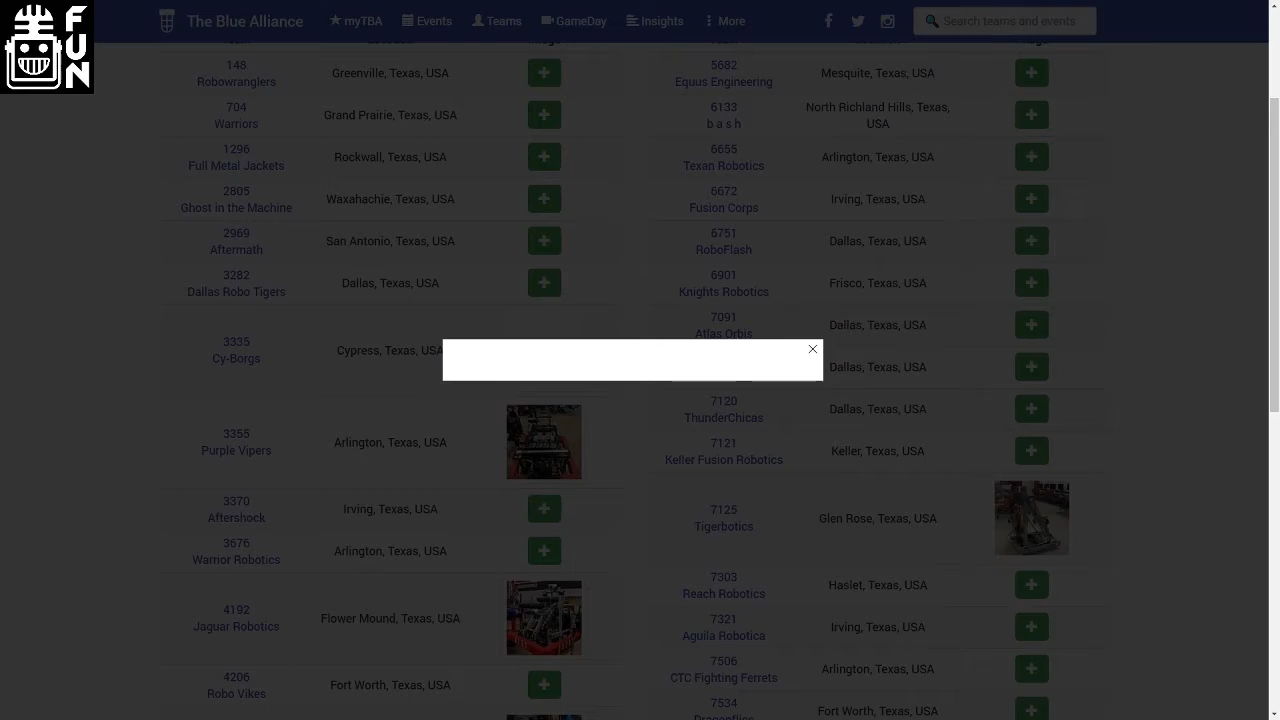 FUN
The Blue Alliance
myTBA
Events
Teams
GameDay
Insights
More
Search teams and events
148
Robowranglers
Greenville, Texas, USA
704
Warriors
Grand Prairie, Texas, USA
1296
Full Metal Jackets
Rockwall, Texas, USA
2805
Ghost in the Machine
Waxahachie, Texas, USA
2969
Aftermath
San Antonio, Texas, USA
3282
Dallas Robo Tigers
Dallas, Texas, USA
3335
Cy-Borgs
Cypress, Texas, USA
3355
Purple Vipers
Arlington, Texas, USA
3370
Aftershock
Irving, Texas, USA
3676
Warrior Robotics
Arlington, Texas, USA
4192
Jaguar Robotics
Flower Mound, Texas, USA
4206
Robo Vikes
Fort Worth, Texas, USA
5682
Equus Engineering
Mesquite, Texas, USA
6133
b a s h
North Richland Hills, Texas,
USA
6655
Texan Robotics
Arlington, Texas, USA
6672
Fusion Corps
Irving, Texas, USA
6751
RoboFlash
Dallas, Texas, USA
6901
Knights Robotics
Frisco, Texas, USA
7091
Atlas Orbis
Dallas, Texas, USA
Dallas, Texas, USA
7120
ThunderChicas
Dallas, Texas, USA
7121
Keller Fusion Robotics
Keller, Texas, USA
7125
Tigerbotics
Glen Rose, Texas, USA
7303
Reach Robotics
Haslet, Texas, USA
7321
Aguila Robotica
Irving, Texas, USA
7506
CTC Fighting Ferrets
Arlington, Texas, USA
7534
Dragonflies
Fort Worth, Texas, USA